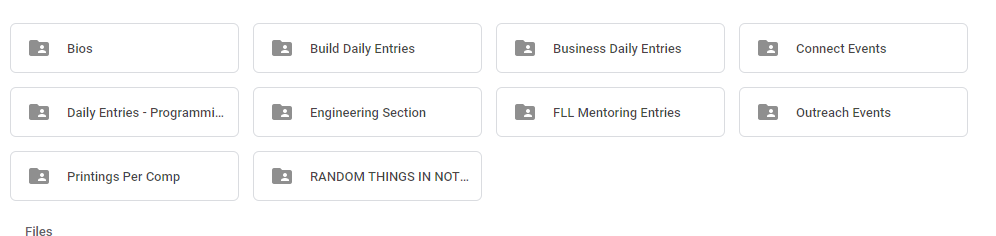 Bios
Build Daily Entries
Business Daily Entries
Connect Events
Daily Entries - Programmi...
Engineering Section
FLL Mentoring Entries
Outreach Events
Printings Per Comp
RANDOM THINGS IN NOT...
Files